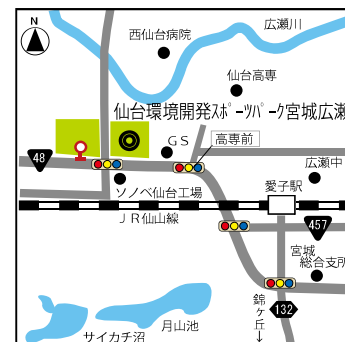 N
広瀬川
西仙台病院
仙台高専
仙台環境開発ｽﾎﾟｰﾂﾊﾟｰｸ宮城広瀬
GS
高専前
48
広瀬中
ソノベ仙台工場
愛子駅
JR仙山線
457
宮城
総合支所
錦ケ丘→
132
月山池
サイカチ沼